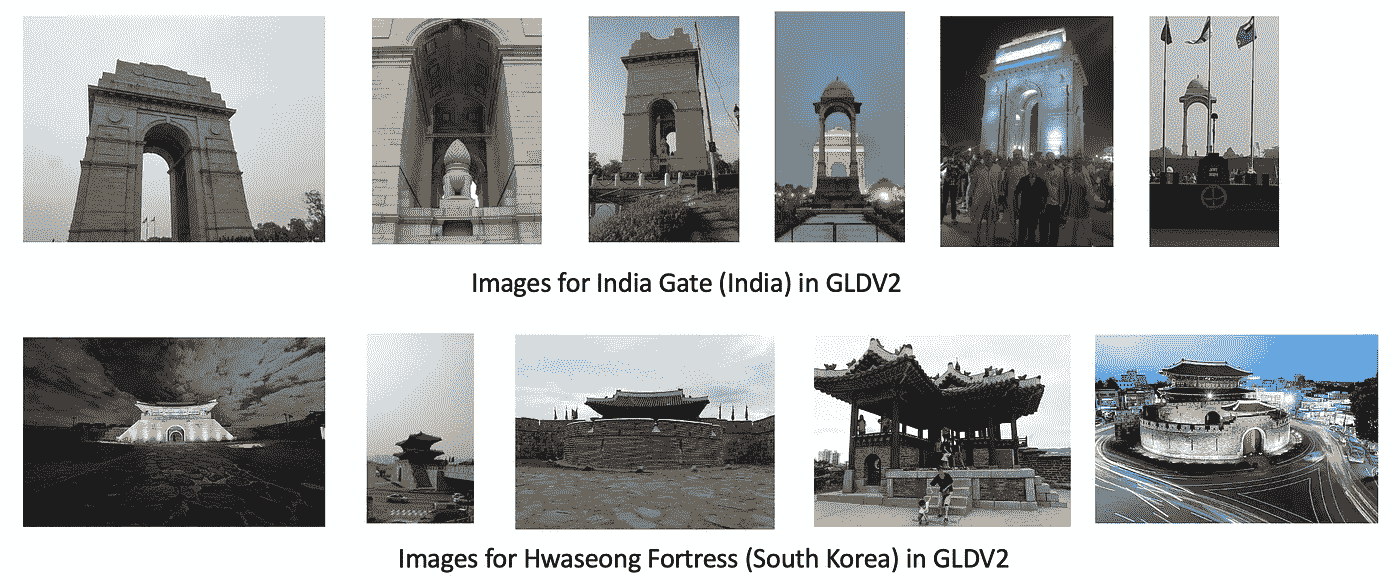 Images for India Gate (India) in GLDV2
Images for Hwaseong Fortress (South Korea) in GLDV2